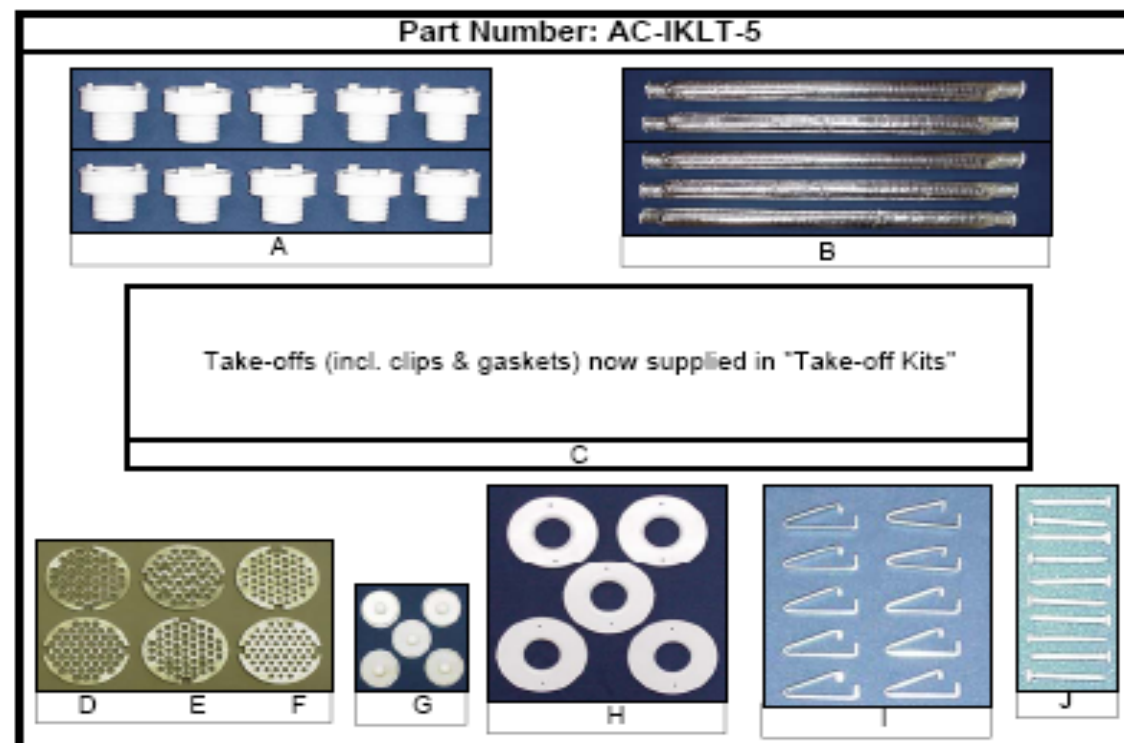 Part Number: AC-IKLT-5
A
B
Take-offs (incl. clips & gaskets) now supplied in "Take-off Kits"
C
D E F
G
H
I
J